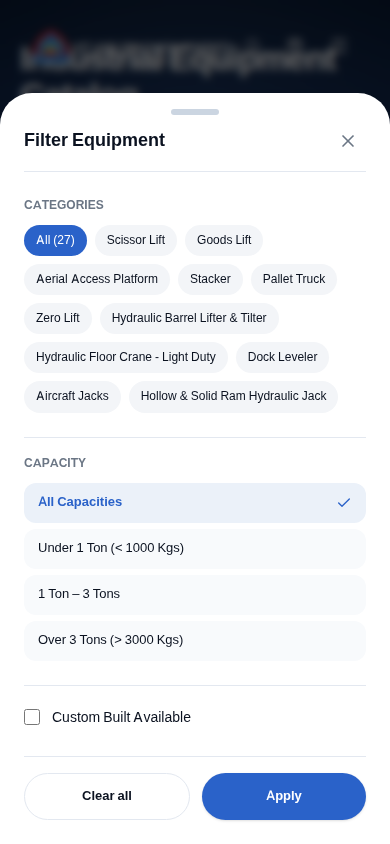 Industrial Equipment
Catalog
Filter Equipment
CATEGORIES
All (27) Scissor Lift Goods Lift
Aerial Access Platform Stacker Pallet Truck
Zero Lift Hydraulic Barrel Lifter & Tilter
Hydraulic Floor Crane - Light Duty Dock Leveler
Aircraft Jacks Hollow & Solid Ram Hydraulic Jack
CAPACITY
All Capacities
Under 1 Ton (< 1000 Kgs)
1 Ton – 3 Tons
Over 3 Tons (> 3000 Kgs)
Custom Built Available
Clear all Apply